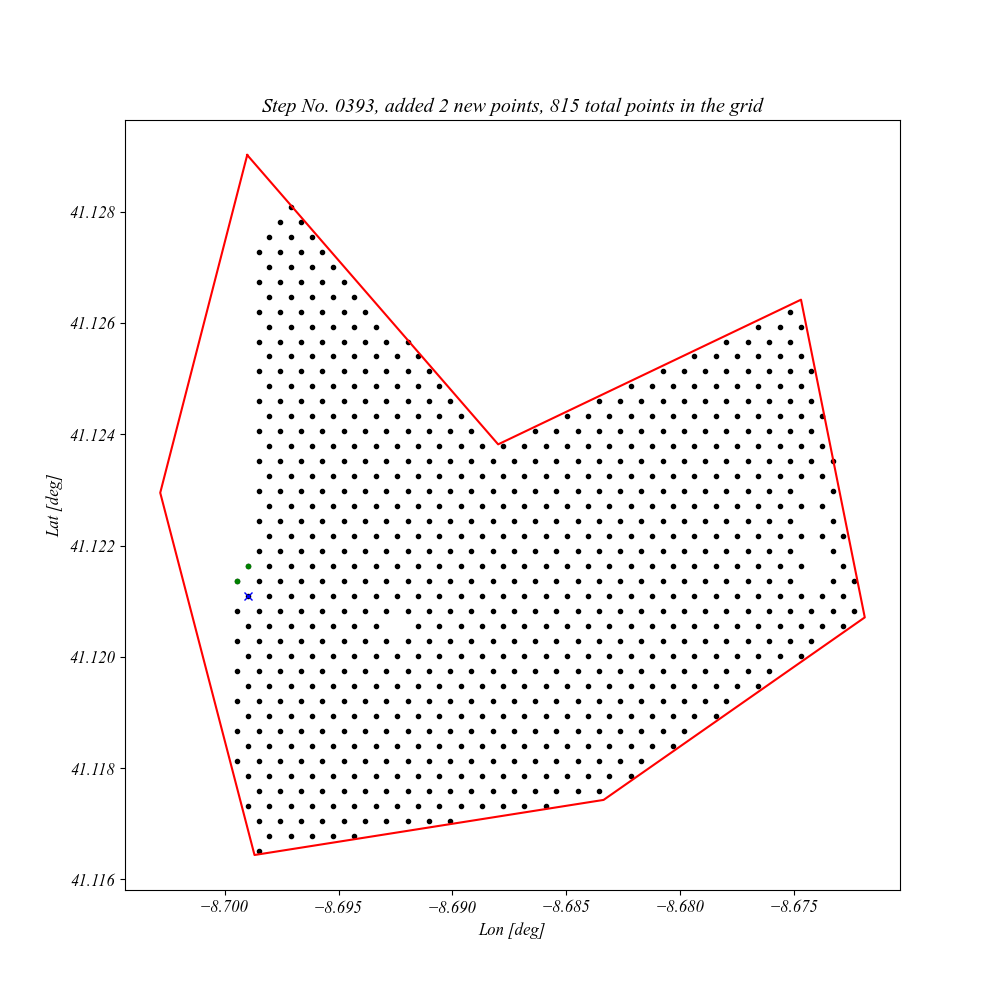 Step No. 0393, added 2 new points, 815 total points in the grid
41.128
41.126
41.124
41.122
41.120
41.118
41.116
Lat [deg]
−8.700 −8.695 −8.690 −8.685 −8.680 −8.675
Lon [deg]